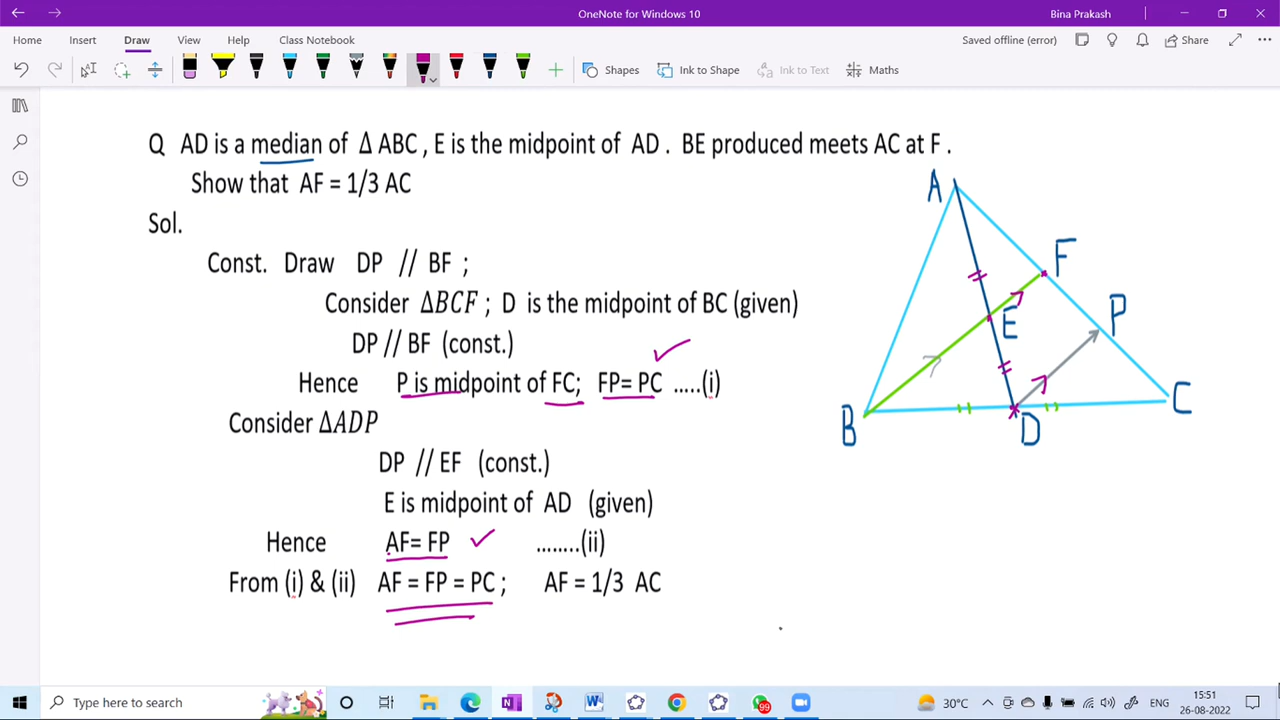 OneNote for Windows 10
Bina Prakash
Home Insert Draw View Help Class Notebook
Saved offline (error) Share
Shapes Ink to Shape Ink to Text Maths
Q AD is a median of Δ ABC , E is the midpoint of AD . BE produced meets AC at F .
Show that AF = 1/3 AC
Sol.
Const. Draw DP // BF ;
Consider ΔBCF ; D is the midpoint of BC (given)
DP // BF (const.)
Hence P is midpoint of FC; FP= PC .....(i)
Consider ΔADP
DP // EF (const.)
E is midpoint of AD (given)
Hence AF= FP ........(ii)
From (i) & (ii) AF = FP = PC ; AF = 1/3 AC
A
F
E
P
B
D
C
Type here to search
99
30°C
ENG
15:51
26-08-2022